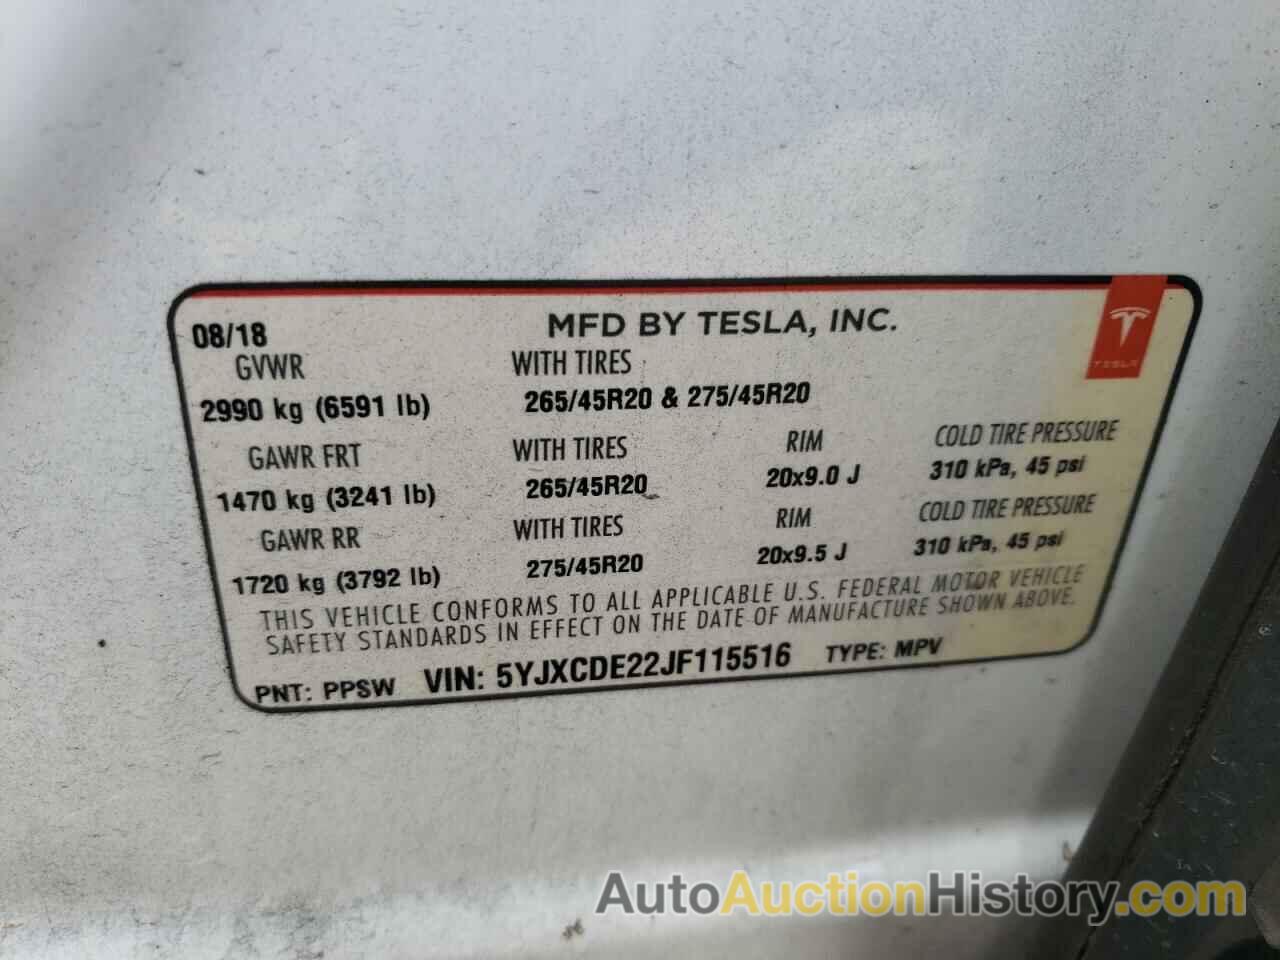 08/18 MFD BY TESLA, INC.
TESLA
GVWR WITH TIRES
2990 kg (6591 lb) 265/45R20 & 275/45R20
GAWR FRT WITH TIRES RIM COLD TIRE PRESSURE
1470 kg (3241 lb) 265/45R20 20x9.0 J 310 kPa, 45 psi
GAWR RR WITH TIRES RIM COLD TIRE PRESSURE
1720 kg (3792 lb) 275/45R20 20x9.5 J 310 kPa, 45 psi
THIS VEHICLE CONFORMS TO ALL APPLICABLE U.S. FEDERAL MOTOR VEHICLE
SAFETY STANDARDS IN EFFECT ON THE DATE OF MANUFACTURE SHOWN ABOVE.
PNT: PPSW VIN: 5YJXCDE22JF115516 TYPE: MPV
AutoAuctionHistory.com